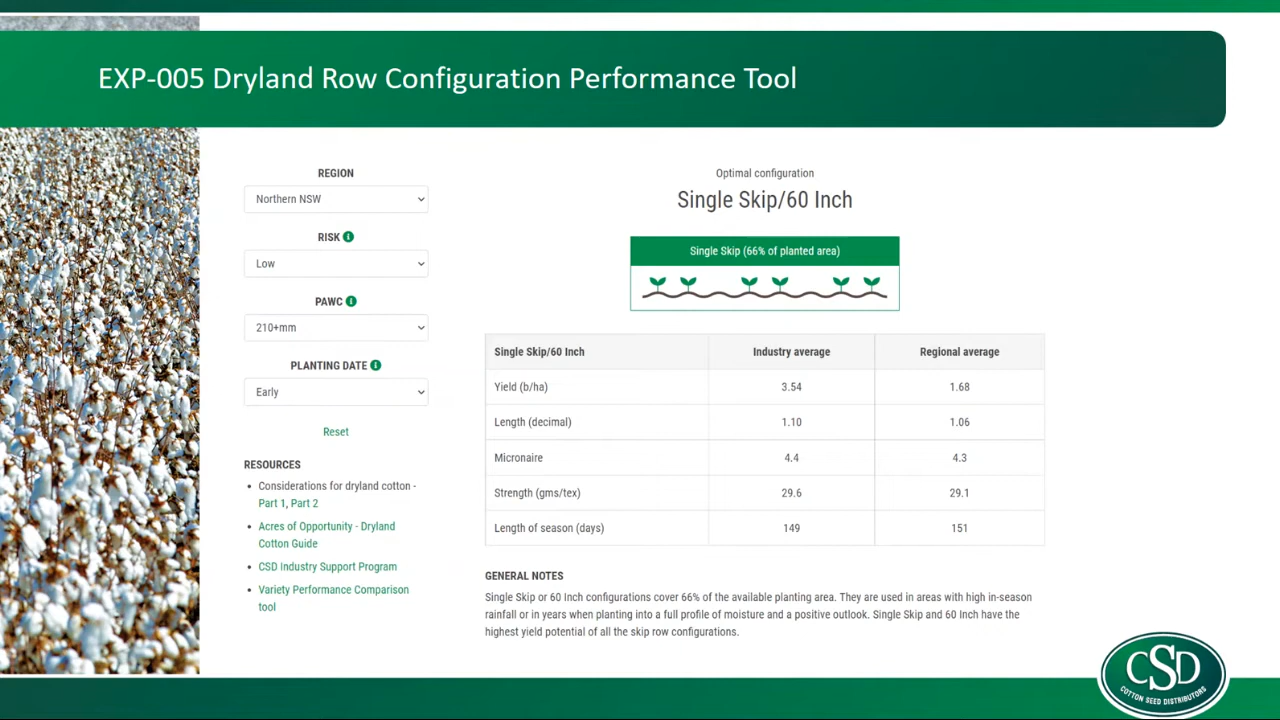 EXP-005 Dryland Row Configuration Performance Tool
REGION
Northern NSW
RISK
Low
PAWC
210+mm
PLANTING DATE
Early
Reset
RESOURCES
Considerations for dryland cotton -
Part 1, Part 2
Acres of Opportunity - Dryland
Cotton Guide
CSD Industry Support Program
Variety Performance Comparison
tool
Optimal configuration
Single Skip/60 Inch
Single Skip (66% of planted area)
Single Skip/60 Inch Industry average Regional average
Yield (b/ha) 3.54 1.68
Length (decimal) 1.10 1.06
Micronaire 4.4 4.3
Strength (gms/tex) 29.6 29.1
Length of season (days) 149 151
GENERAL NOTES
Single Skip or 60 Inch configurations cover 66% of the available planting area. They are used in areas with high in-season
rainfall or in years when planting into a full profile of moisture and a positive outlook. Single Skip and 60 Inch have the
highest yield potential of all the skip row configurations.
CSD
COTTON SEED DISTRIBUTORS